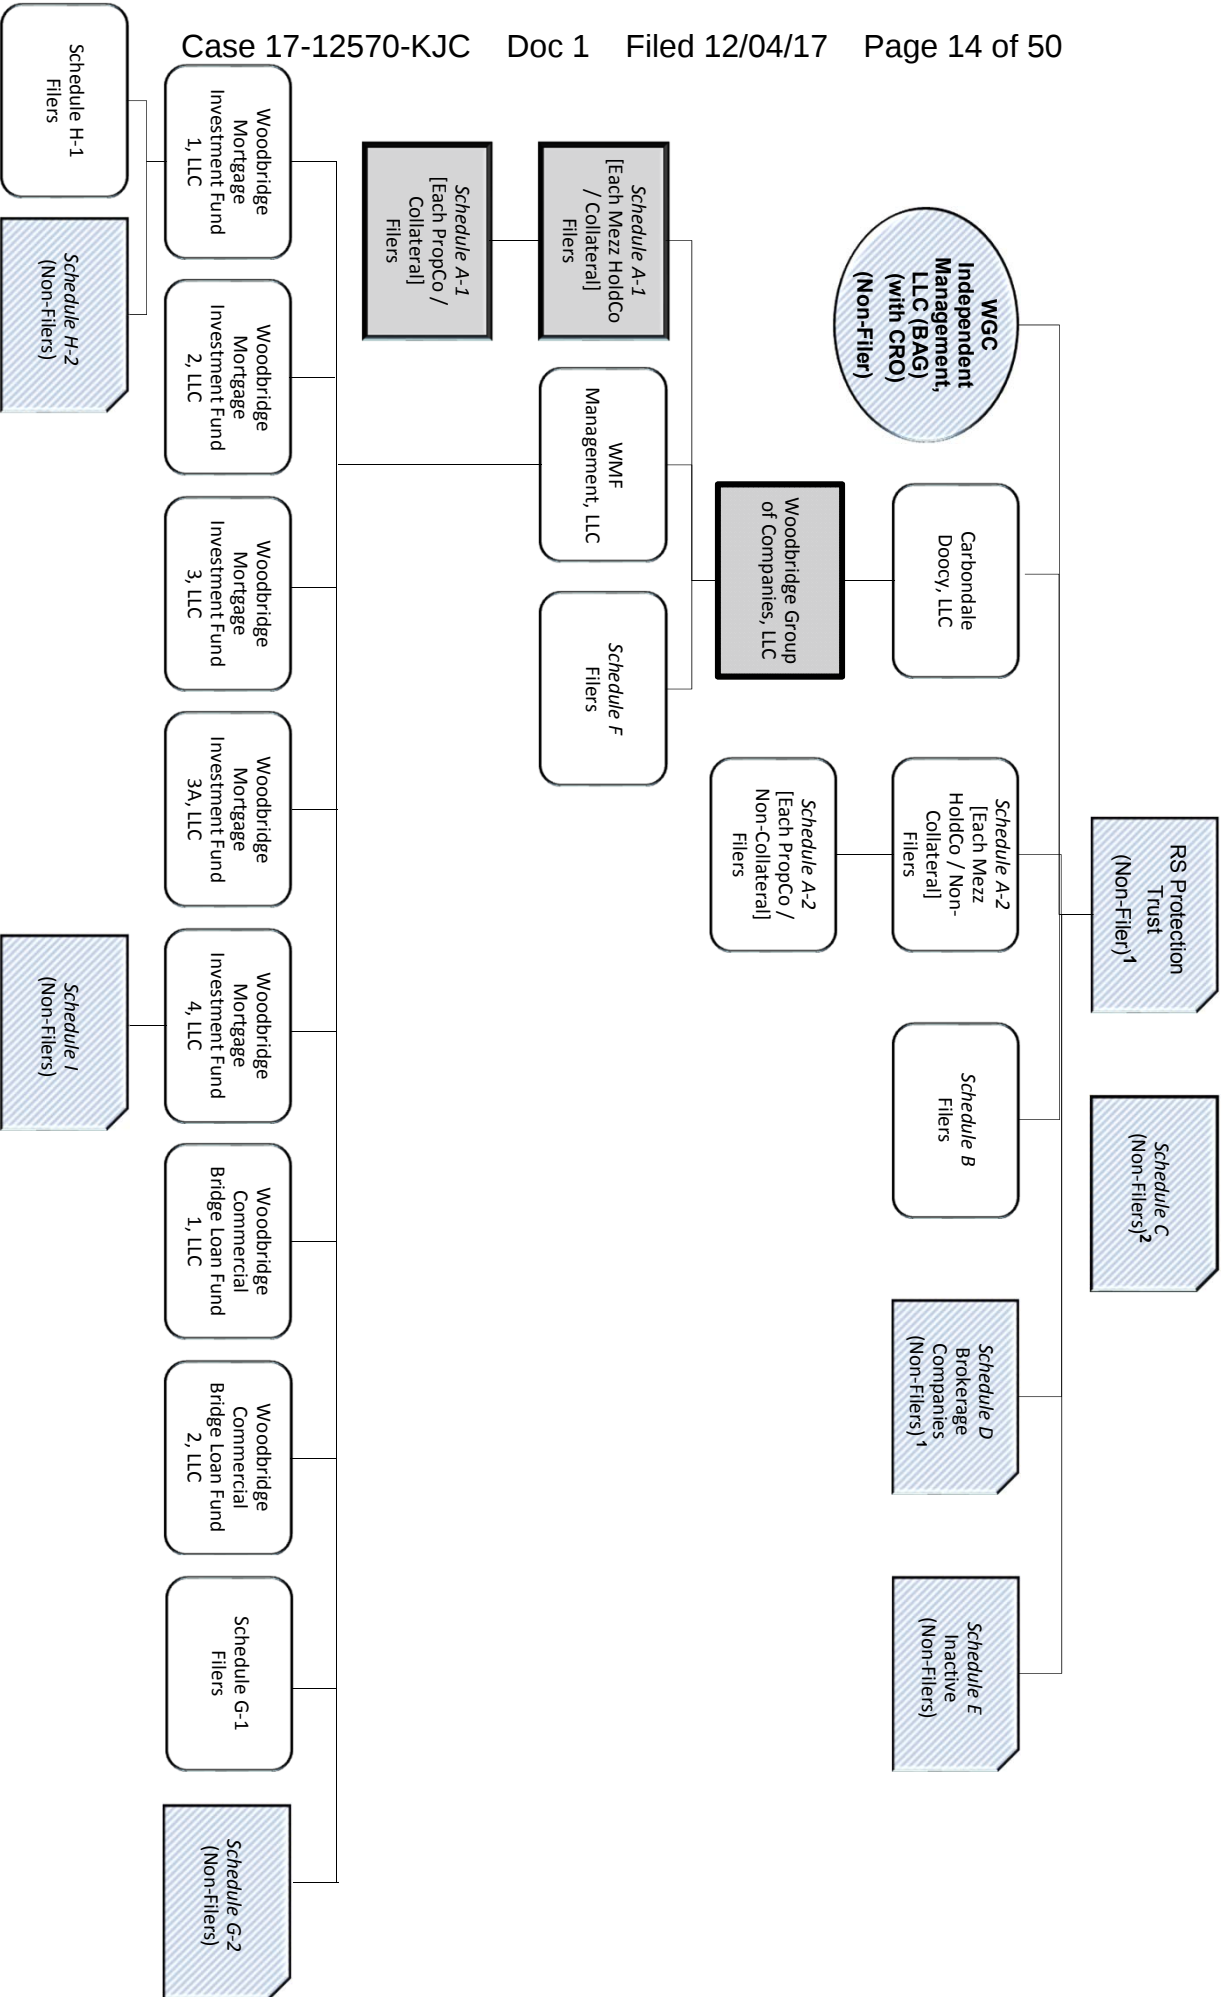 Case 17-12570-KJC Doc 1 Filed 12/04/17 Page 14 of 50
RS Protection
Trust
(Non-Filer)¹
Schedule C
(Non-Filers)²
WGC
Independent
Management,
LLC (BAG)
(with CRO)
(Non-Filer)
Carbondale
Doocy, LLC
Schedule A-2
[Each Mezz
HoldCo / Non-
Collateral]
Filers
Schedule B
Filers
Schedule D
Brokerage
Companies
(Non-Filers) ¹
Schedule E
Inactive
(Non-Filers)
Woodbridge Group
of Companies, LLC
Schedule A-2
[Each PropCo /
Non-Collateral]
Filers
Schedule A-1
[Each Mezz HoldCo
/ Collateral]
Filers
WMF
Management, LLC
Schedule F
Filers
Schedule A-1
[Each PropCo /
Collateral]
Filers
Woodbridge
Mortgage
Investment Fund
1, LLC
Woodbridge
Mortgage
Investment Fund
2, LLC
Woodbridge
Mortgage
Investment Fund
3, LLC
Woodbridge
Mortgage
Investment Fund
3A, LLC
Woodbridge
Mortgage
Investment Fund
4, LLC
Woodbridge
Commercial
Bridge Loan Fund
1, LLC
Woodbridge
Commercial
Bridge Loan Fund
2, LLC
Schedule G-1
Filers
Schedule G-2
(Non-Filers)
Schedule H-1
Filers
Schedule H-2
(Non-Filers)
Schedule I
(Non-Filers)